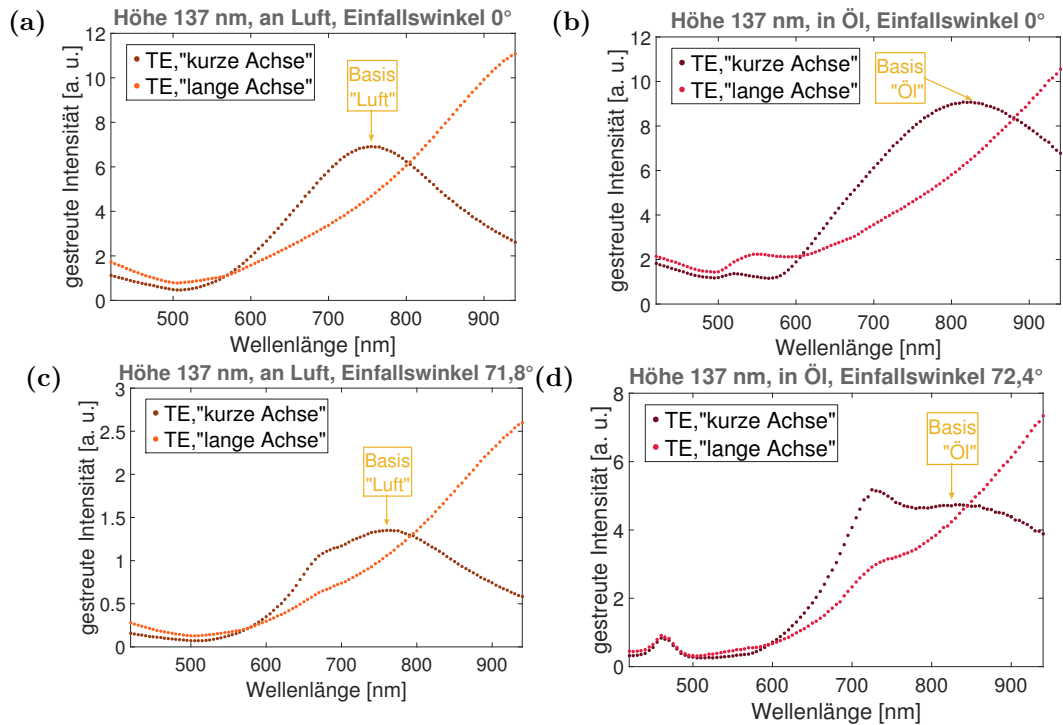 (a)
Höhe 137 nm, an Luft, Einfallswinkel 0°
TE,"kurze Achse"
TE,"lange Achse"
Basis
"Luft"
gestreute Intensität [a. u.]
12
10
8
6
4
2
0
500
600
700
800
900
Wellenlänge [nm]
(b)
Höhe 137 nm, in Öl, Einfallswinkel 0°
TE,"kurze Achse"
TE,"lange Achse"
Basis
"Öl"
gestreute Intensität [a. u.]
12
10
8
6
4
2
0
500
600
700
800
900
Wellenlänge [nm]
(c)
Höhe 137 nm, an Luft, Einfallswinkel 71,8°
TE,"kurze Achse"
TE,"lange Achse"
Basis
"Luft"
gestreute Intensität [a. u.]
3
2.5
2
1.5
1
0.5
0
500
600
700
800
900
Wellenlänge [nm]
(d)
Höhe 137 nm, in Öl, Einfallswinkel 72,4°
TE,"kurze Achse"
TE,"lange Achse"
Basis
"Öl"
gestreute Intensität [a. u.]
8
6
4
2
0
500
600
700
800
900
Wellenlänge [nm]